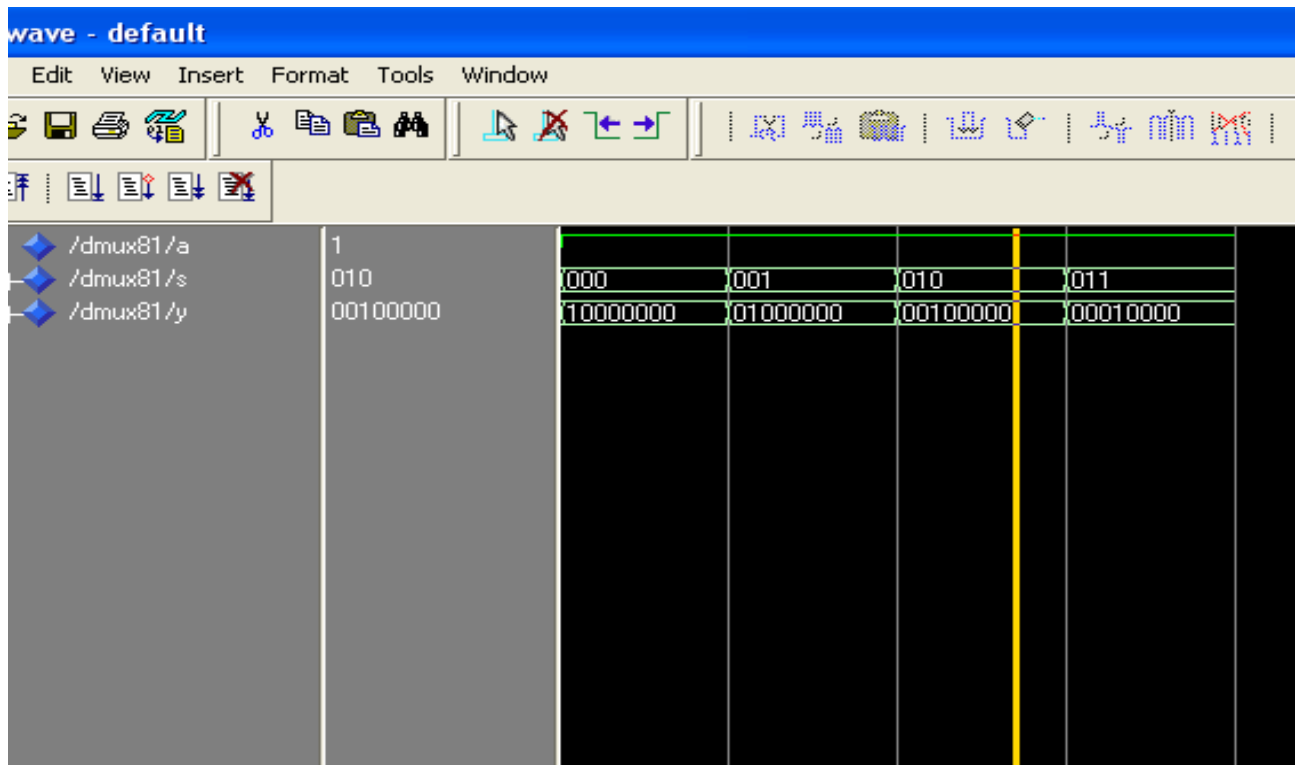 wave - default
Edit View Insert Format Tools Window
/dmux81/a 1
/dmux81/s 010 000 001 010 011
/dmux81/y 00100000 10000000 01000000 00100000 00010000